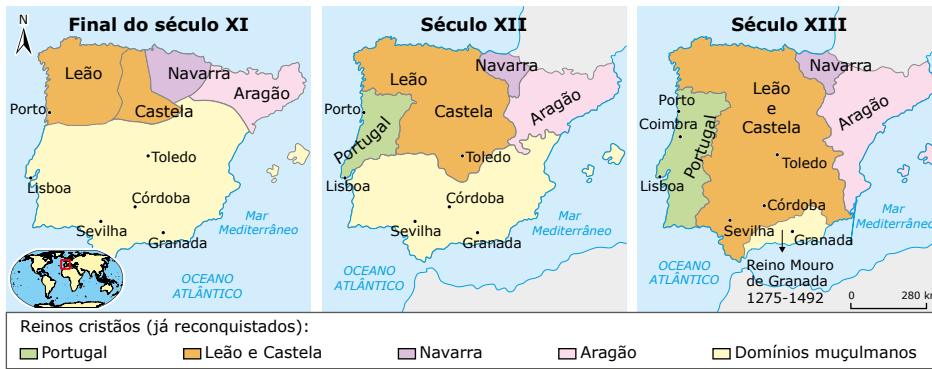 Final do século XI
N
Leão
Navarra
Aragão
Porto
Castela
Toledo
Lisboa
Córdoba
Sevilha
Granada
Mar
Mediterrâneo
OCEANO
ATLÂNTICO
Século XII
Leão
Navarra
Porto
Castela
Aragão
Portugal
Toledo
Lisboa
Córdoba
Sevilha
Granada
Mar
Mediterrâneo
OCEANO
ATLÂNTICO
Século XIII
Navarra
Leão
e
Castela
Porto
Coimbra
Portugal
Aragão
Toledo
Lisboa
Córdoba
Sevilha
Granada
Mar
Mediterrâneo
OCEANO
ATLÂNTICO
Reino Mouro
de Granada
1275-1492
0 280 km
Reinos cristãos (já reconquistados):
Portugal Leão e Castela Navarra Aragão Domínios muçulmanos